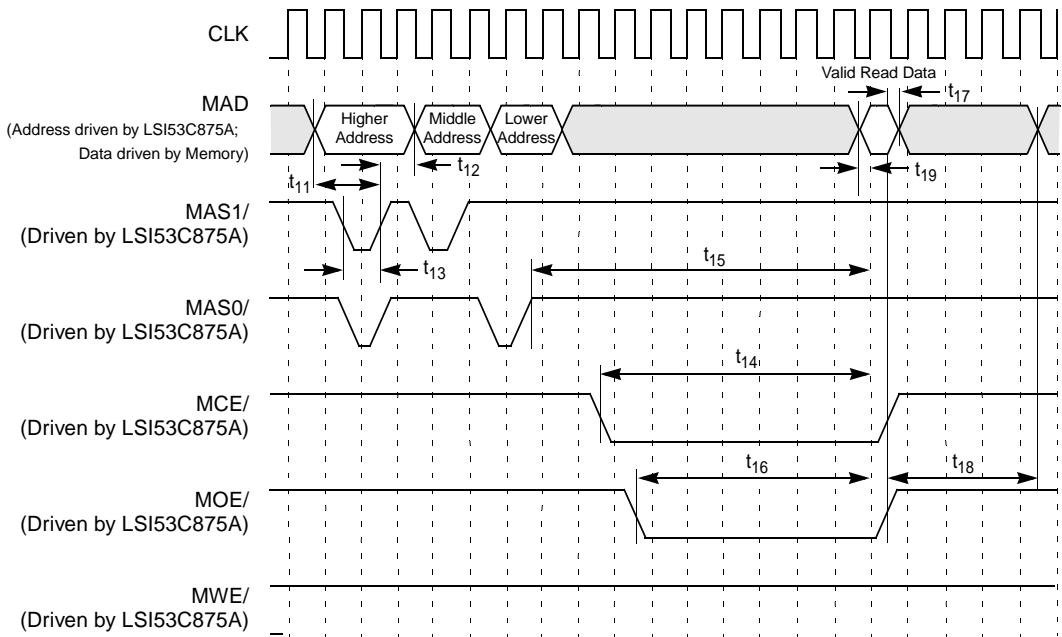 CLK
Valid Read Data
t17
MAD
(Address driven by LSI53C875A;
Data driven by Memory)
Higher
Address
Middle
Address
Lower
Address
t12
t19
t11
MAS1/
(Driven by LSI53C875A)
t13
t15
MAS0/
(Driven by LSI53C875A)
t14
MCE/
(Driven by LSI53C875A)
t16
t18
MOE/
(Driven by LSI53C875A)
MWE/
(Driven by LSI53C875A)